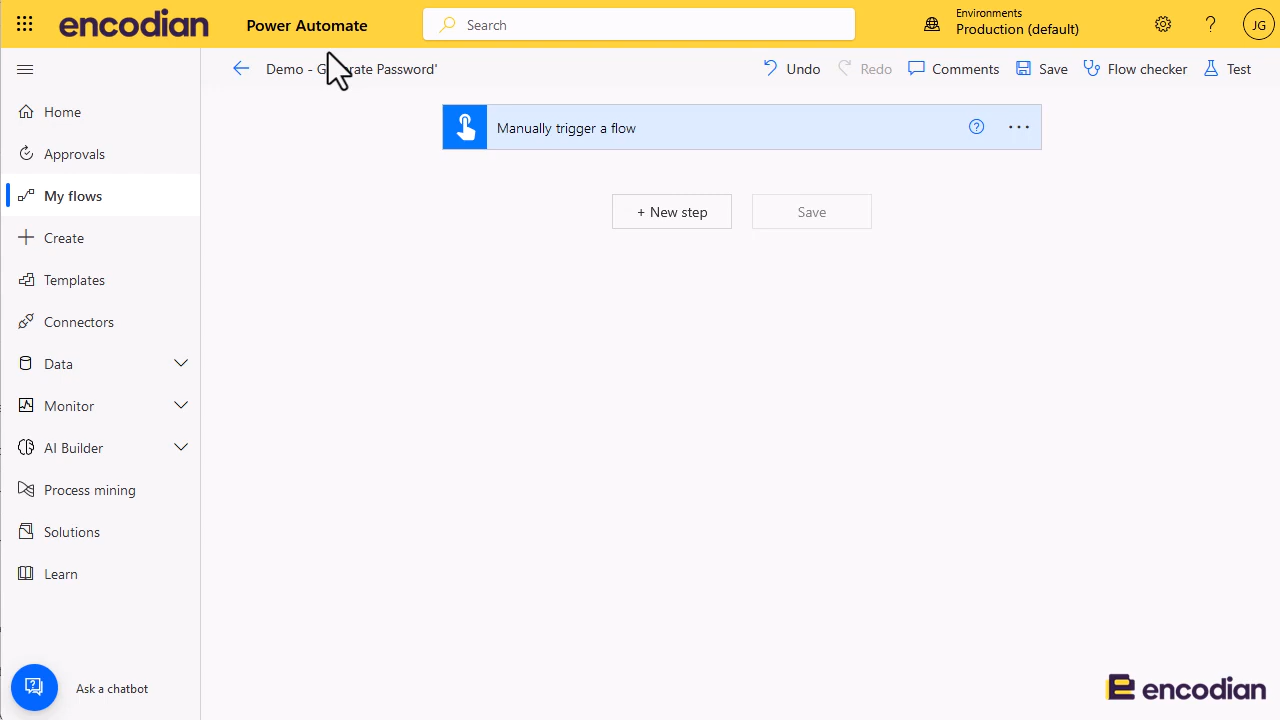 encodian
Power Automate
Search
Environments
Production (default)
?
JG
Demo - G rate Password'
Undo
Redo
Comments
Save
Flow checker
Test
Home
Approvals
My flows
Create
Templates
Connectors
Data
Monitor
AI Builder
Process mining
Solutions
Learn
Ask a chatbot
Manually trigger a flow
?
+ New step
Save
encodian